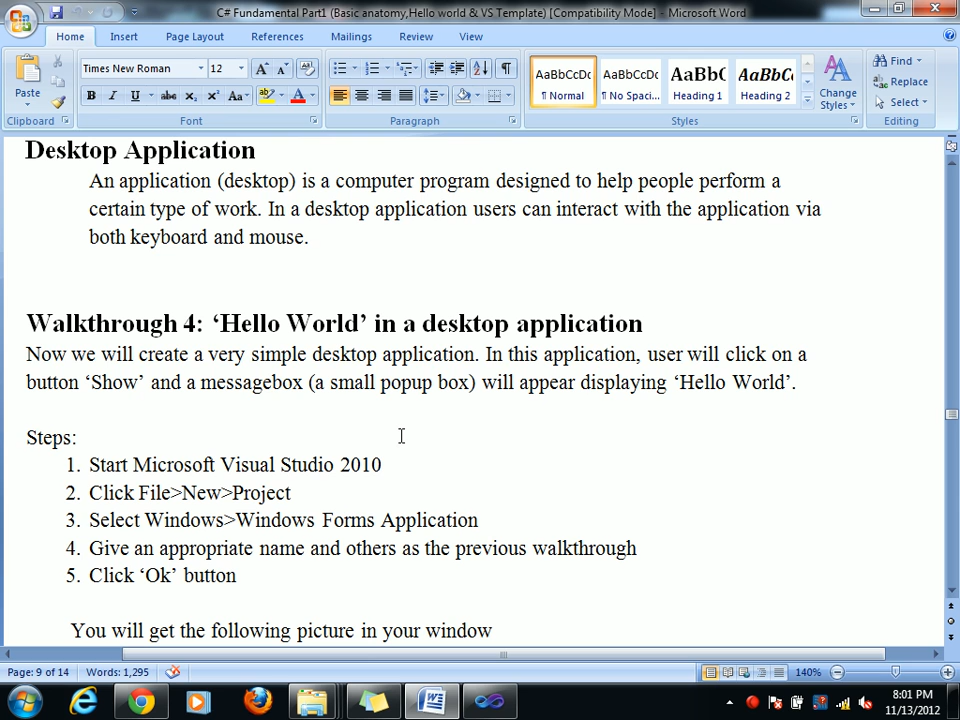 C# Fundamental Part1 (Basic anatomy,Hello world & VS Template) [Compatibility Mode] - Microsoft Word
Home Insert Page Layout References Mailings Review View
Paste
Times New Roman 12
Find
Replace
Select
B I U abc x₂ x² Aa
AaBbCcDc AaBbCcDc AaBbC AaBbCc
¶ Normal ¶ No Spaci... Heading 1 Heading 2
Change Styles
Clipboard Font Paragraph Styles Editing
Desktop Application
An application (desktop) is a computer program designed to help people perform a
certain type of work. In a desktop application users can interact with the application via
both keyboard and mouse.
Walkthrough 4: ‘Hello World’ in a desktop application
Now we will create a very simple desktop application. In this application, user will click on a
button ‘Show’ and a messagebox (a small popup box) will appear displaying ‘Hello World’.
Steps:
1. Start Microsoft Visual Studio 2010
2. Click File>New>Project
3. Select Windows>Windows Forms Application
4. Give an appropriate name and others as the previous walkthrough
5. Click ‘Ok’ button
You will get the following picture in your window
Page: 9 of 14 Words: 1,295 140%
8:01 PM
11/13/2012